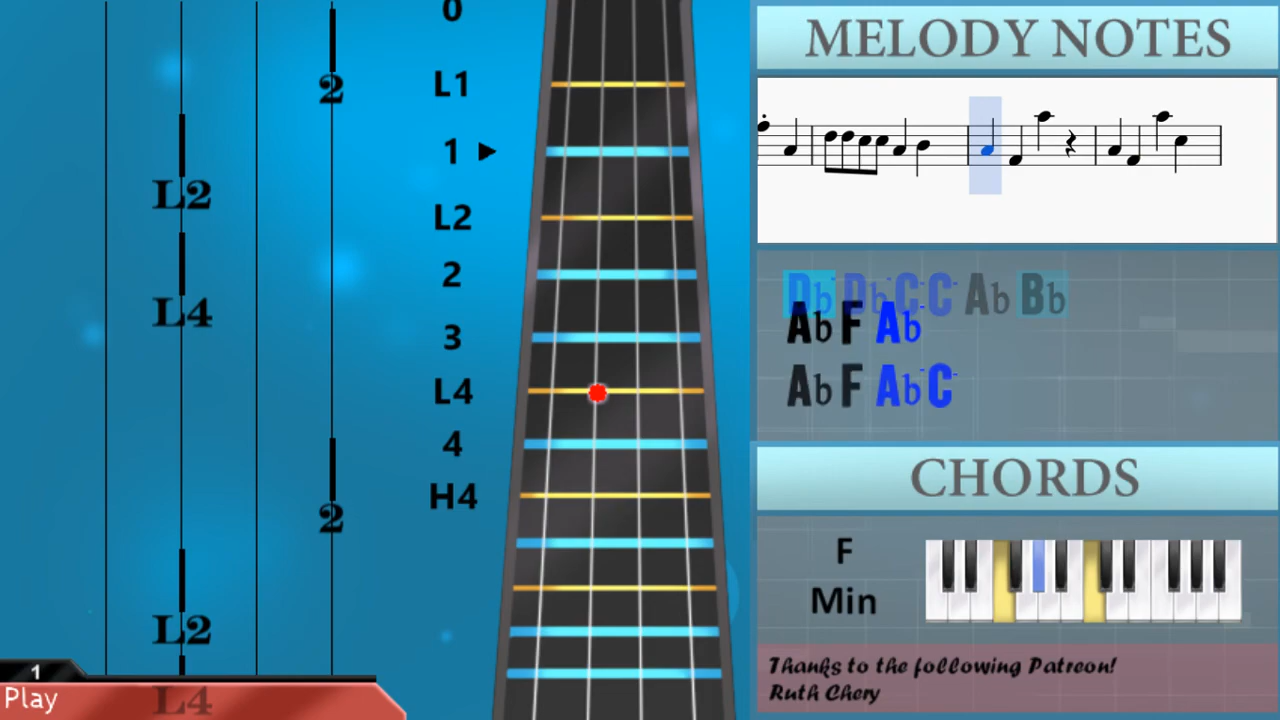 2
L2
L4
2
L2
1
Play
L4
0
L1
1
L2
2
3
L4
4
H4
MELODY NOTES
Db Db C C Ab Bb
Ab F Ab
Ab F Ab C
CHORDS
F
Min
Thanks to the following Patreon!
Ruth Chery